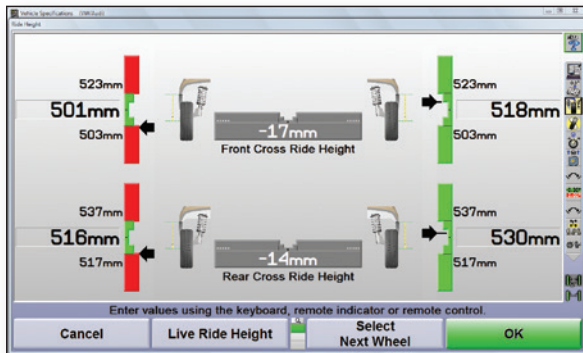 Vehicle Specifications (VW/Audi)
Ride Height
523mm
501mm
503mm
-17mm
Front Cross Ride Height
523mm
518mm
503mm
537mm
516mm
517mm
-14mm
Rear Cross Ride Height
537mm
530mm
517mm
Enter values using the keyboard, remote indicator or remote control.
Cancel
Live Ride Height
Select
Next Wheel
OK